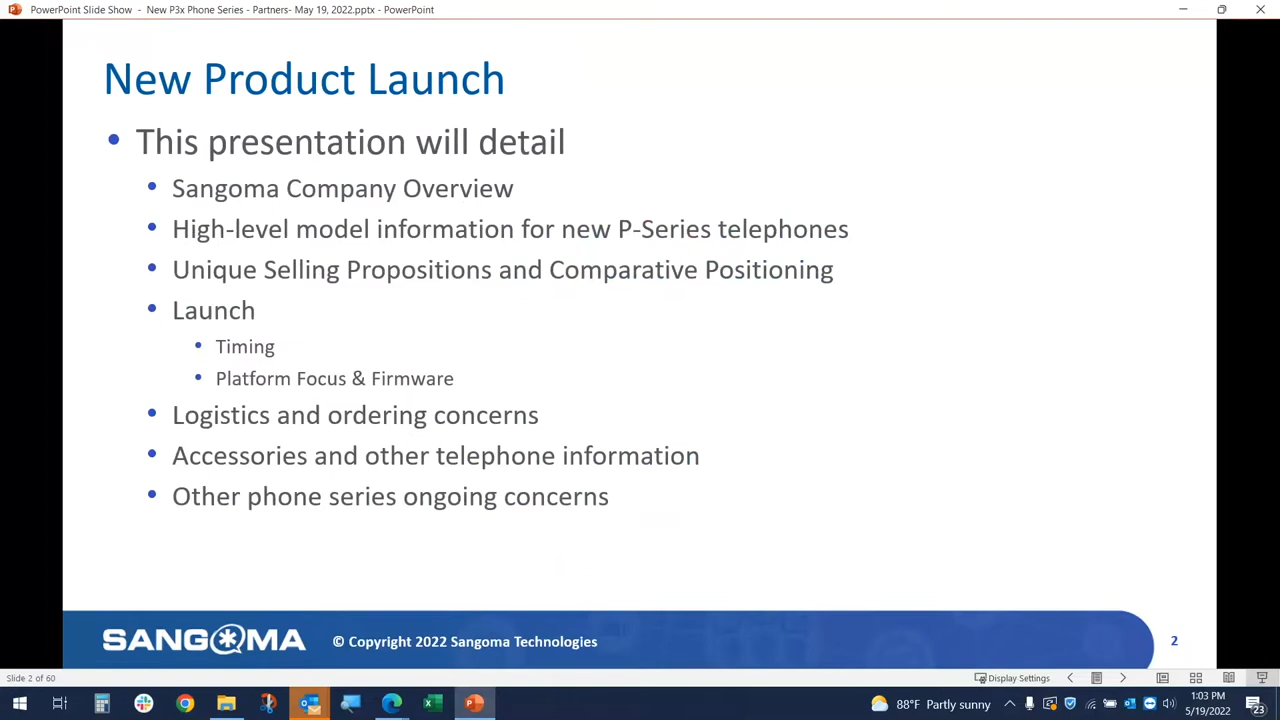 PowerPoint Slide Show - New P3x Phone Series - Partners- May 19, 2022.pptx - PowerPoint
New Product Launch
• This presentation will detail
• Sangoma Company Overview
• High-level model information for new P-Series telephones
• Unique Selling Propositions and Comparative Positioning
• Launch
• Timing
• Platform Focus & Firmware
• Logistics and ordering concerns
• Accessories and other telephone information
• Other phone series ongoing concerns
SANGOMA
© Copyright 2022 Sangoma Technologies
2
Slide 2 of 60
Display Settings
88°F Partly sunny
1:03 PM
5/19/2022
23